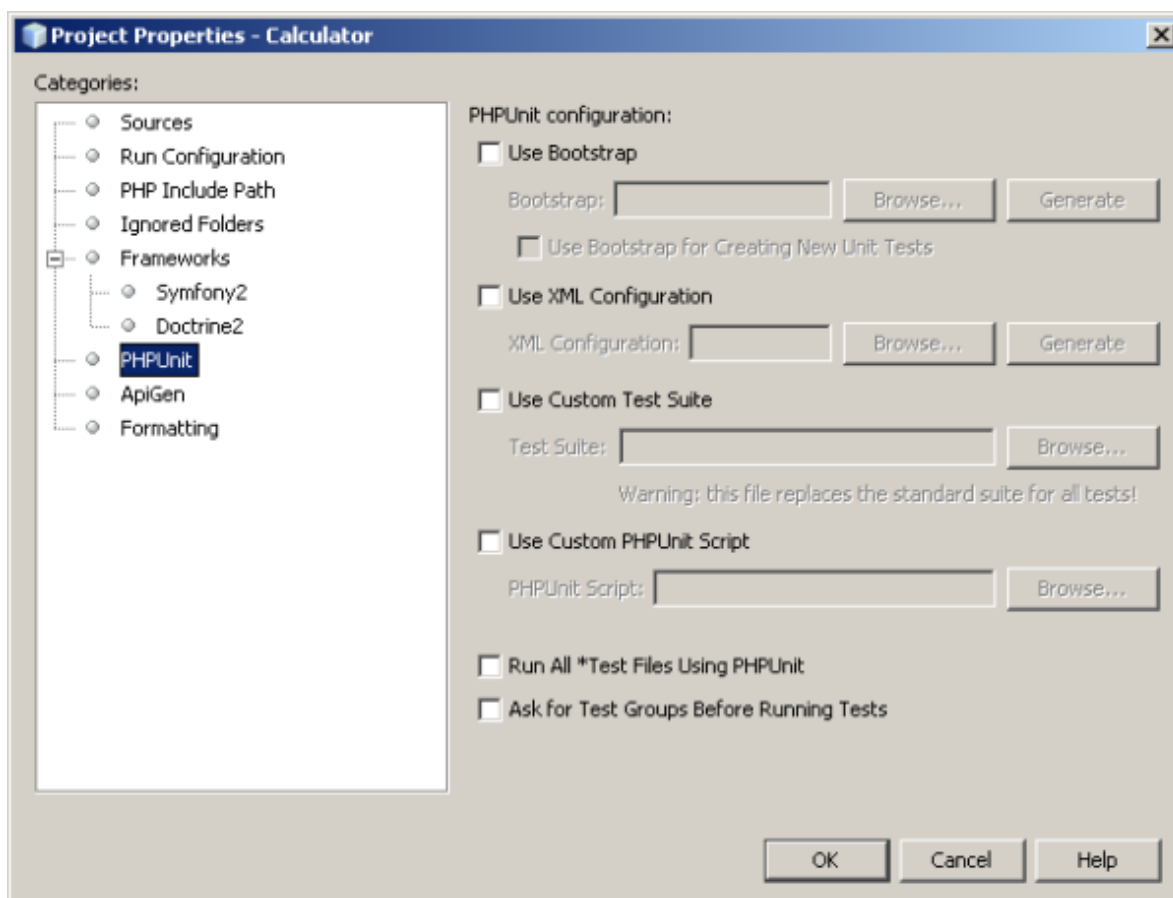 Project Properties - Calculator
Categories:
Sources
Run Configuration
PHP Include Path
Ignored Folders
Frameworks
Symfony2
Doctrine2
PHPUnit
ApiGen
Formatting
PHPUnit configuration:
Use Bootstrap
Bootstrap: Browse... Generate
Use Bootstrap for Creating New Unit Tests
Use XML Configuration
XML Configuration: Browse... Generate
Use Custom Test Suite
Test Suite: Browse...
Warning: this file replaces the standard suite for all tests!
Use Custom PHPUnit Script
PHPUnit Script: Browse...
Run All *Test Files Using PHPUnit
Ask for Test Groups Before Running Tests
OK Cancel Help